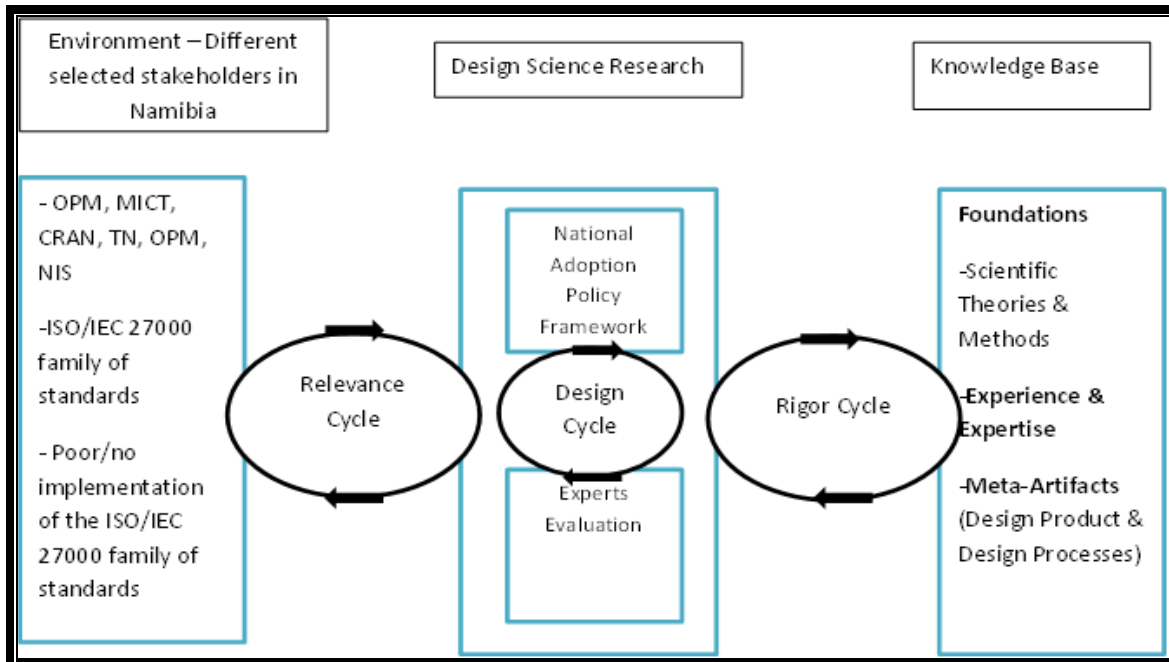 Environment – Different
selected stakeholders in
Namibia
Design Science Research
Knowledge Base
- OPM, MICT,
CRAN, TN, OPM,
NIS
-ISO/IEC 27000
family of
standards
- Poor/no
implementation
of the ISO/IEC
27000 family of
standards
Relevance
Cycle
National
Adoption
Policy
Framework
Design
Cycle
Experts
Evaluation
Rigor Cycle
Foundations
-Scientific
Theories &
Methods
-Experience &
Expertise
-Meta-Artifacts
(Design Product &
Design Processes)